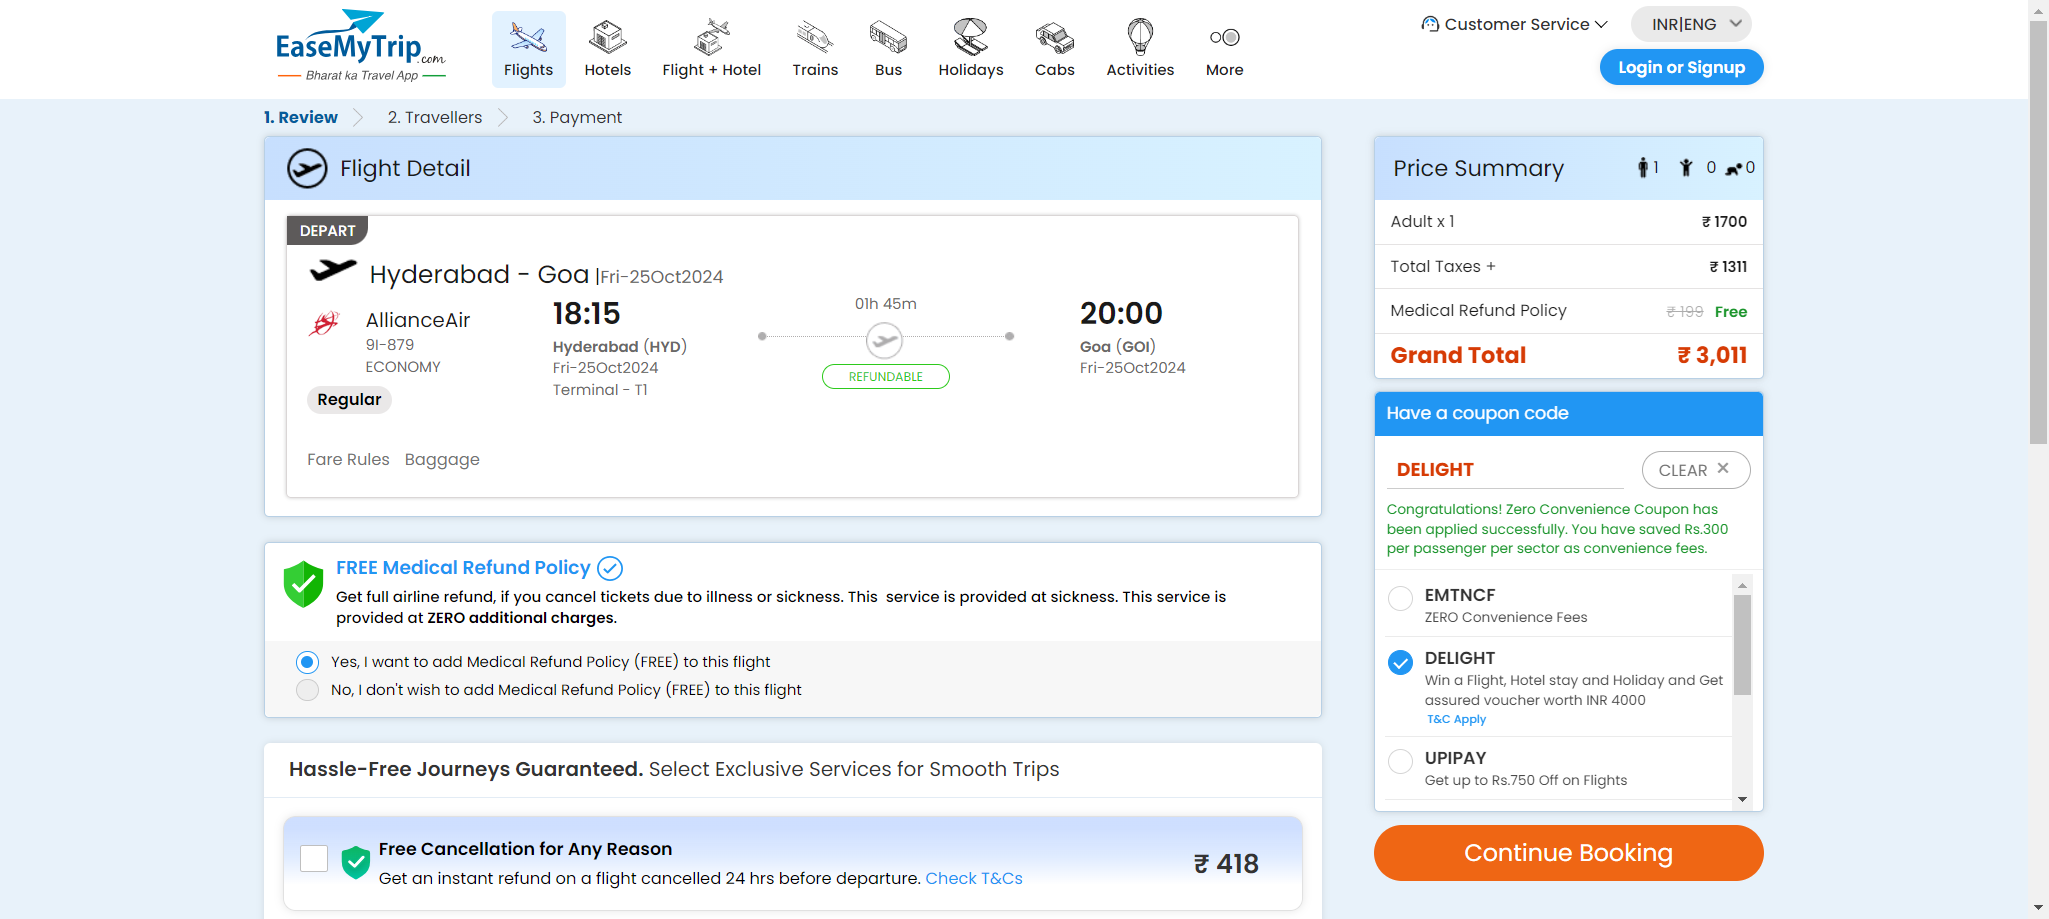 EaseMyTrip.com
Bharat ka Travel App
Flights
Hotels
Flight + Hotel
Trains
Bus
Holidays
Cabs
Activities
More
Customer Service
INR|ENG
Login or Signup
1. Review
2. Travellers
3. Payment
Flight Detail
DEPART
Hyderabad - Goa |Fri-25Oct2024
AllianceAir
9I-879
ECONOMY
Regular
18:15
Hyderabad (HYD)
Fri-25Oct2024
Terminal - T1
01h 45m
REFUNDABLE
20:00
Goa (GOI)
Fri-25Oct2024
Fare Rules Baggage
FREE Medical Refund Policy
Get full airline refund, if you cancel tickets due to illness or sickness. This service is provided at sickness. This service is
provided at ZERO additional charges.
Yes, I want to add Medical Refund Policy (FREE) to this flight
No, I don't wish to add Medical Refund Policy (FREE) to this flight
Hassle-Free Journeys Guaranteed. Select Exclusive Services for Smooth Trips
Free Cancellation for Any Reason
Get an instant refund on a flight cancelled 24 hrs before departure. Check T&Cs
₹ 418
Price Summary
1 0 0
Adult x 1 ₹ 1700
Total Taxes + ₹ 1311
Medical Refund Policy ₹ 199 Free
Grand Total ₹ 3,011
Have a coupon code
DELIGHT
CLEAR ✕
Congratulations! Zero Convenience Coupon has
been applied successfully. You have saved Rs.300
per passenger per sector as convenience fees.
EMTNCF
ZERO Convenience Fees
DELIGHT
Win a Flight, Hotel stay and Holiday and Get
assured voucher worth INR 4000
T&C Apply
UPIPAY
Get up to Rs.750 Off on Flights
Continue Booking